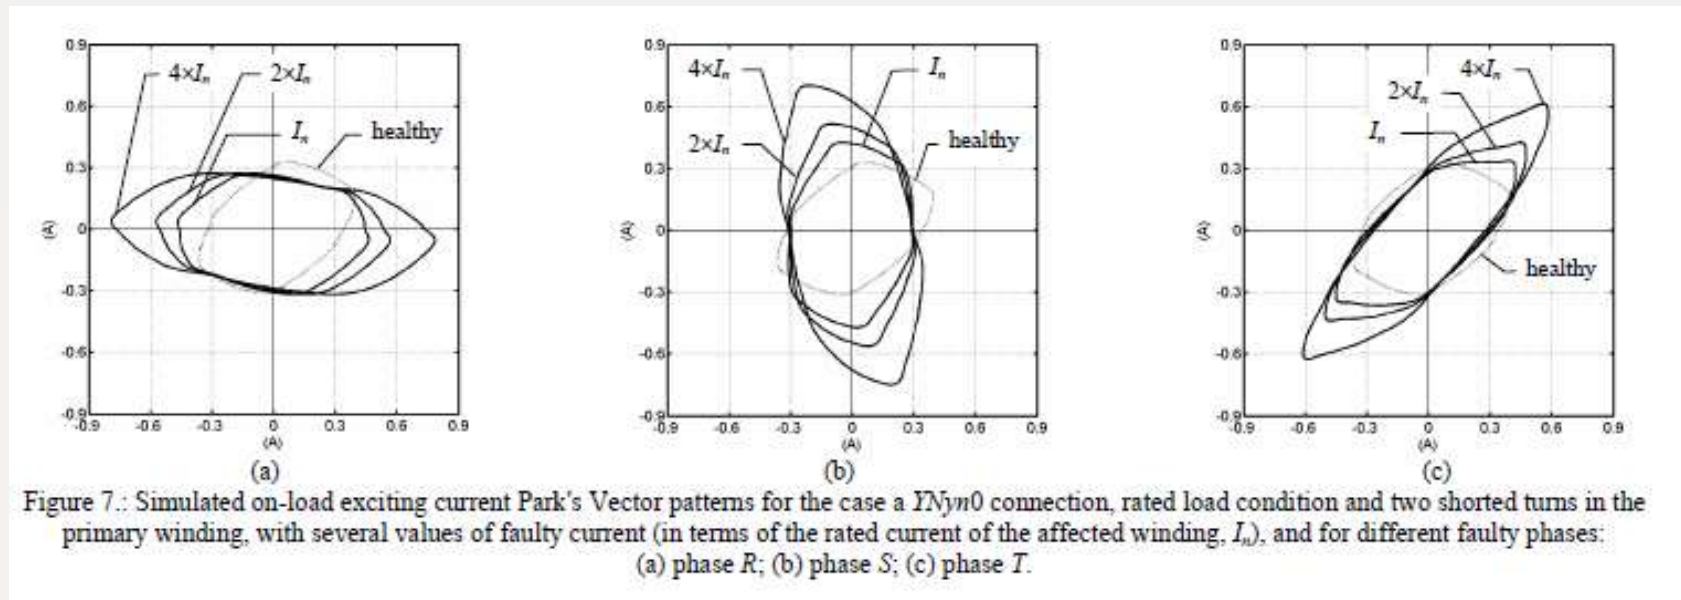 0.9
4×Iₙ
2×Iₙ
0.6
Iₙ
healthy
0.3
(A)
0
-0.3
-0.6
-0.9
-0.9 -0.6 -0.3 0 0.3 0.6 0.9
(A)
(a)
0.9
4×Iₙ
Iₙ
0.6
2×Iₙ
healthy
0.3
(A)
0
-0.3
-0.6
-0.9
-0.9 -0.6 -0.3 0 0.3 0.6 0.9
(A)
(b)
0.9
4×Iₙ
2×Iₙ
0.6
Iₙ
0.3
(A)
0
healthy
-0.3
-0.6
-0.9
-0.9 -0.6 -0.3 0 0.3 0.6 0.9
(A)
(c)
Figure 7.: Simulated on-load exciting current Park's Vector patterns for the case a YNyn0 connection, rated load condition and two shorted turns in the
primary winding, with several values of faulty current (in terms of the rated current of the affected winding, Iₙ), and for different faulty phases:
(a) phase R; (b) phase S; (c) phase T.